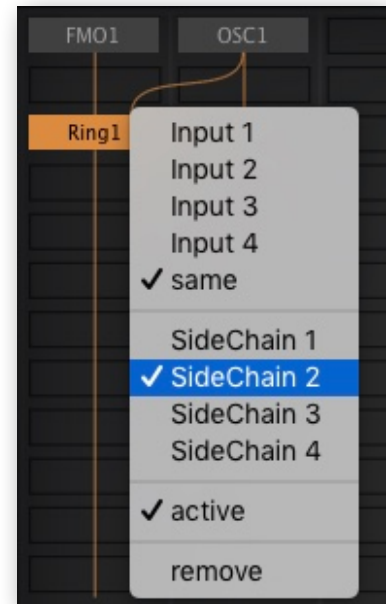 FMO1 OSC1
Ring1
Input 1
Input 2
Input 3
Input 4
✓ same
SideChain 1
✓ SideChain 2
SideChain 3
SideChain 4
✓ active
remove